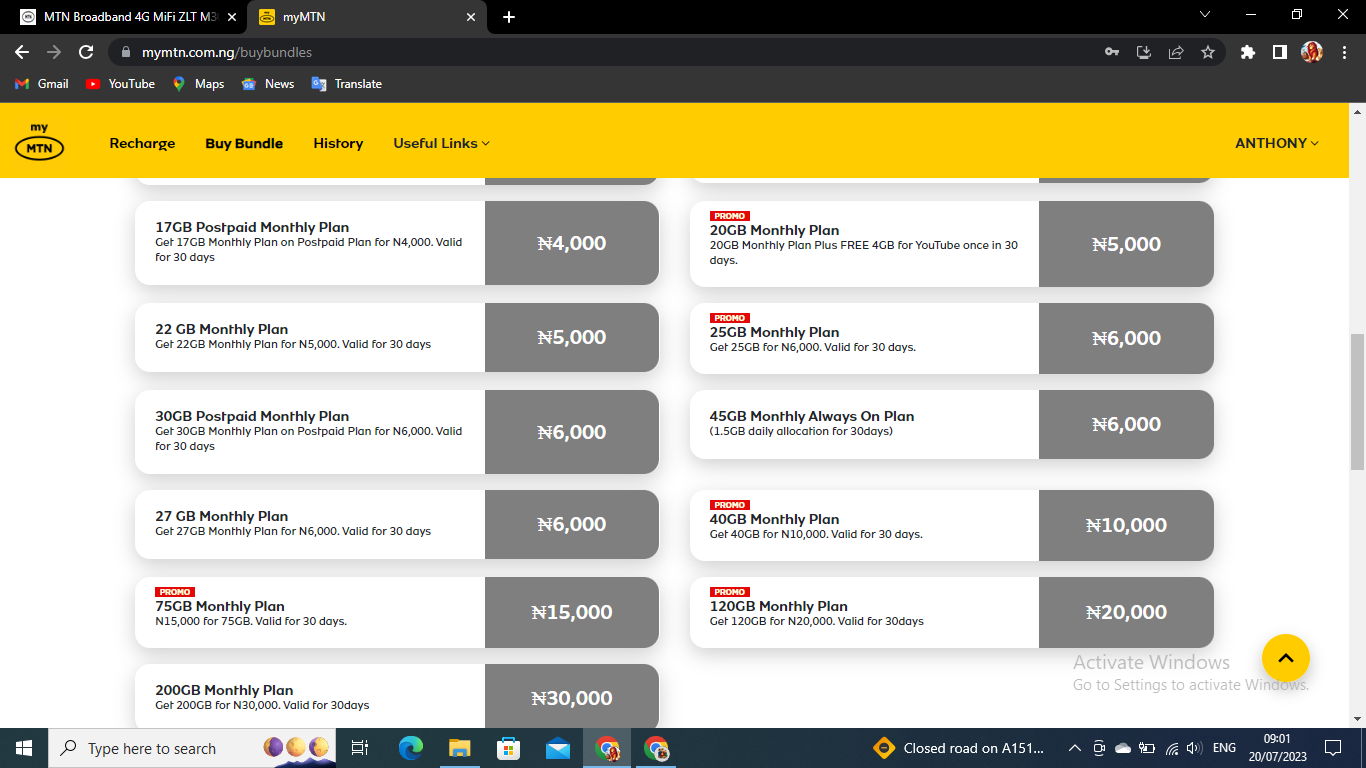 MTN Broadband 4G MiFi ZLT M3
myMTN
mymtn.com.ng/buybundles
Gmail
YouTube
Maps
News
Translate
my
MTN
Recharge
Buy Bundle
History
Useful Links
ANTHONY
17GB Postpaid Monthly Plan
Get 17GB Monthly Plan on Postpaid Plan for N4,000. Valid
for 30 days
₦4,000
PROMO
20GB Monthly Plan
20GB Monthly Plan Plus FREE 4GB for YouTube once in 30
days.
₦5,000
22 GB Monthly Plan
Get 22GB Monthly Plan for N5,000. Valid for 30 days
₦5,000
PROMO
25GB Monthly Plan
Get 25GB for N6,000. Valid for 30 days.
₦6,000
30GB Postpaid Monthly Plan
Get 30GB Monthly Plan on Postpaid Plan for N6,000. Valid
for 30 days
₦6,000
45GB Monthly Always On Plan
(1.5GB daily allocation for 30days)
₦6,000
27 GB Monthly Plan
Get 27GB Monthly Plan for N6,000. Valid for 30 days
₦6,000
PROMO
40GB Monthly Plan
Get 40GB for N10,000. Valid for 30 days.
₦10,000
PROMO
75GB Monthly Plan
N15,000 for 75GB. Valid for 30 days.
₦15,000
PROMO
120GB Monthly Plan
Get 120GB for N20,000. Valid for 30days
₦20,000
200GB Monthly Plan
Get 200GB for N30,000. Valid for 30days
₦30,000
Activate Windows
Go to Settings to activate Windows.
Type here to search
Closed road on A151...
ENG
09:01
20/07/2023